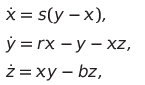 ẋ = s(y − x),
ẏ = rx − y − xz,
ż = xy − bz,